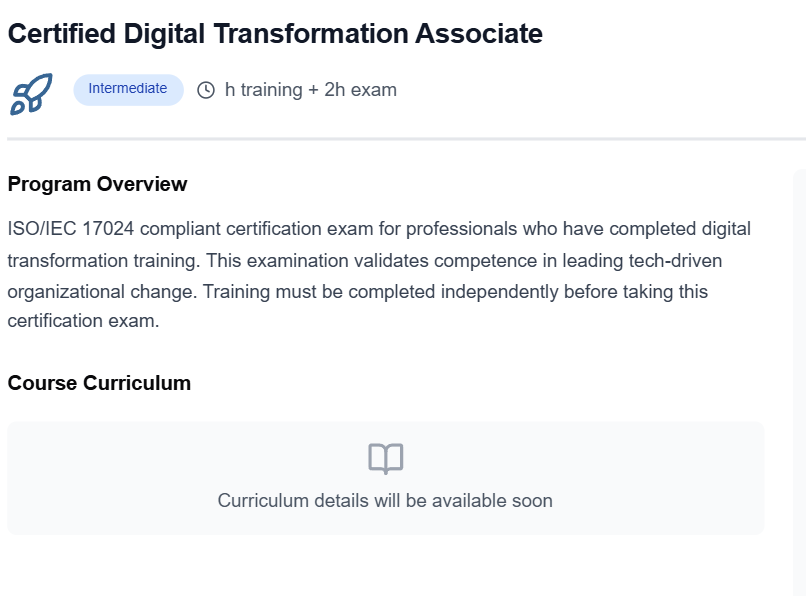 Certified Digital Transformation Associate
Intermediate h training + 2h exam
Program Overview
ISO/IEC 17024 compliant certification exam for professionals who have completed digital
transformation training. This examination validates competence in leading tech-driven
organizational change. Training must be completed independently before taking this
certification exam.
Course Curriculum
Curriculum details will be available soon